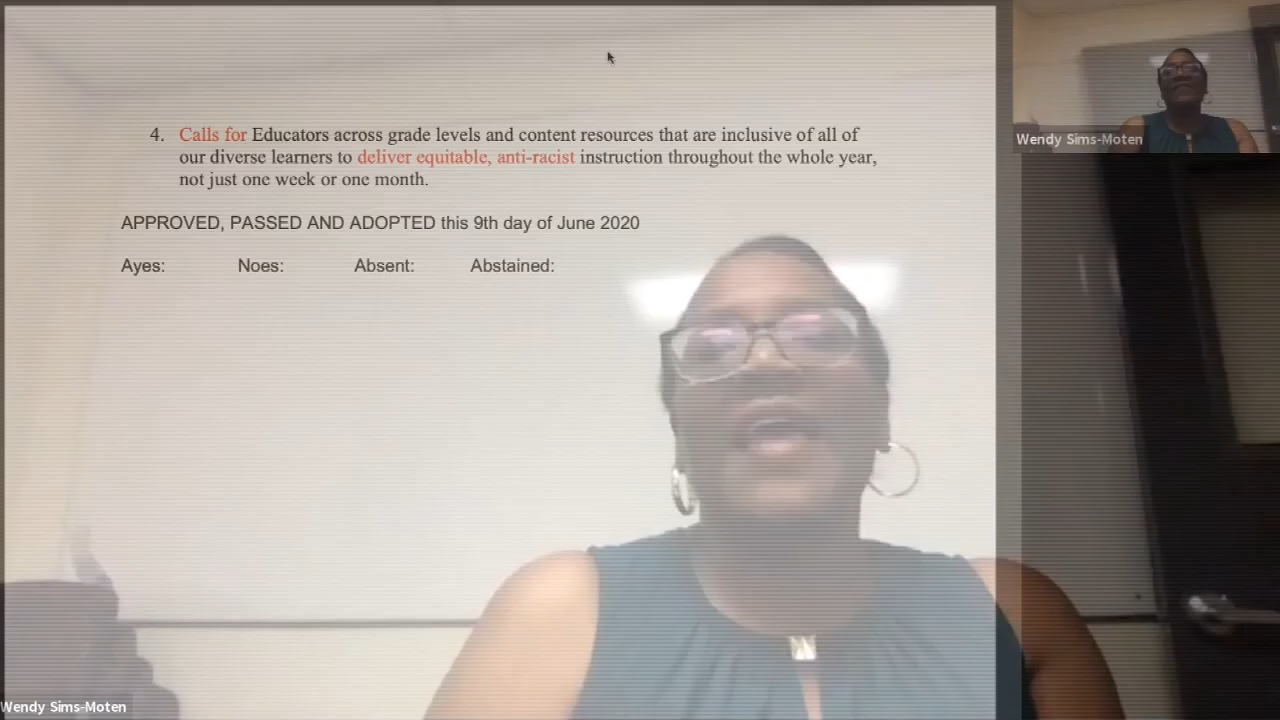 4. Calls for Educators across grade levels and content resources that are inclusive of all of
our diverse learners to deliver equitable, anti-racist instruction throughout the whole year,
not just one week or one month.
APPROVED, PASSED AND ADOPTED this 9th day of June 2020
Ayes: Noes: Absent: Abstained:
Wendy Sims-Moten
Wendy Sims-Moten